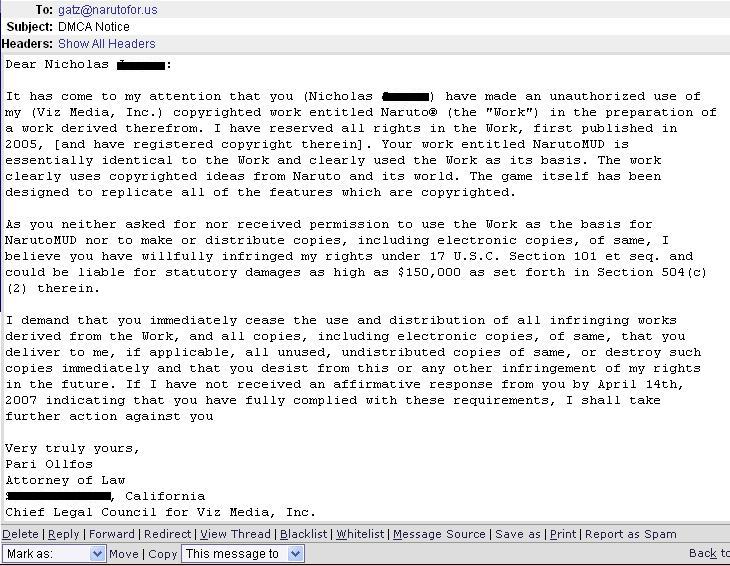 To: gatz@narutofor.us
Subject: DMCA Notice
Headers: Show All Headers
Dear Nicholas :
It has come to my attention that you (Nicholas ) have made an unauthorized use of
my (Viz Media, Inc.) copyrighted work entitled Naruto® (the "Work") in the preparation of
a work derived therefrom. I have reserved all rights in the Work, first published in
2005, [and have registered copyright therein]. Your work entitled NarutoMUD is
essentially identical to the Work and clearly used the Work as its basis. The work
clearly uses copyrighted ideas from Naruto and its world. The game itself has been
designed to replicate all of the features which are copyrighted.
As you neither asked for nor received permission to use the Work as the basis for
NarutoMUD nor to make or distribute copies, including electronic copies, of same, I
believe you have willfully infringed my rights under 17 U.S.C. Section 101 et seq. and
could be liable for statutory damages as high as $150,000 as set forth in Section 504(c)
(2) therein.
I demand that you immediately cease the use and distribution of all infringing works
derived from the Work, and all copies, including electronic copies, of same, that you
deliver to me, if applicable, all unused, undistributed copies of same, or destroy such
copies immediately and that you desist from this or any other infringement of my rights
in the future. If I have not received an affirmative response from you by April 14th,
2007 indicating that you have fully complied with these requirements, I shall take
further action against you
Very truly yours,
Pari Ollfos
Attorney of Law
, California
Chief Legal Council for Viz Media, Inc.
Delete | Reply | Forward | Redirect | View Thread | Blacklist | Whitelist | Message Source | Save as | Print | Report as Spam
Mark as: Move | Copy This message to Back to